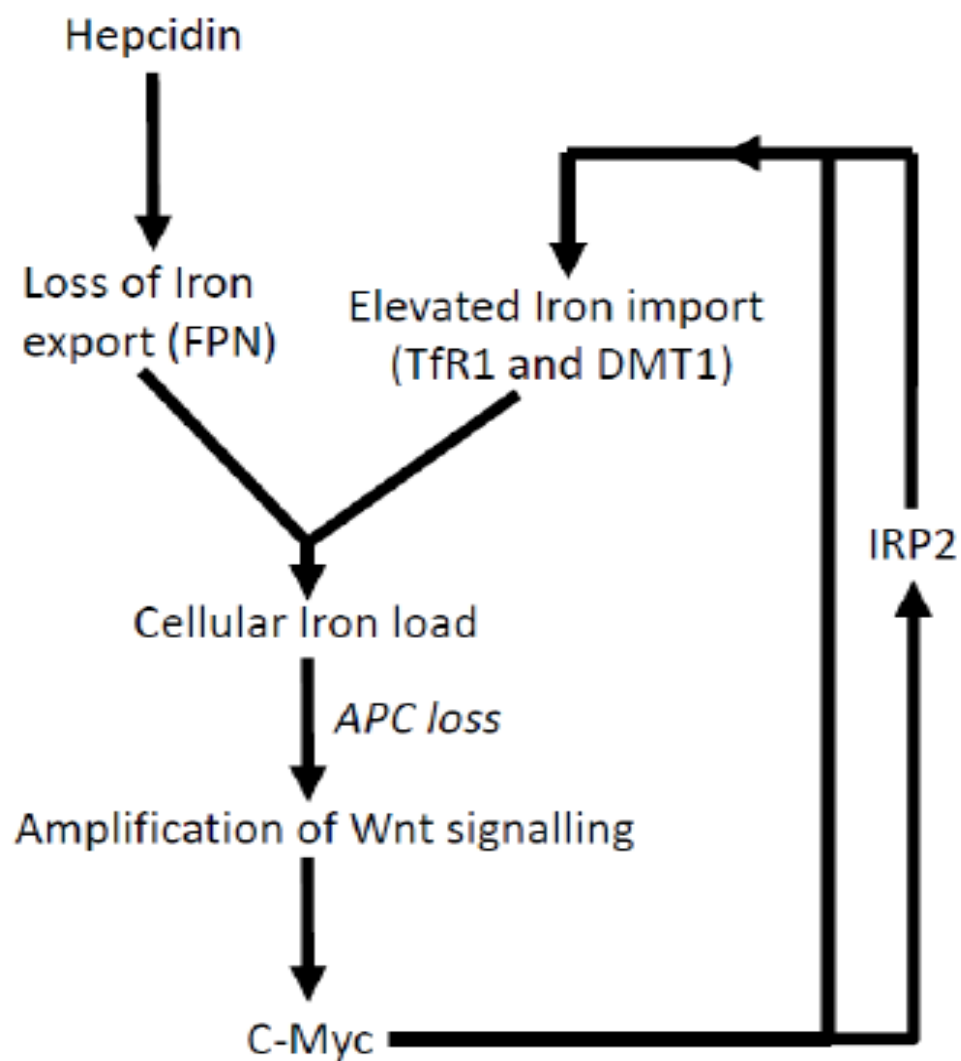 Hepcidin
Loss of Iron
export (FPN)
Elevated Iron import
(TfR1 and DMT1)
IRP2
Cellular Iron load
APC loss
Amplification of Wnt signalling
C-Myc